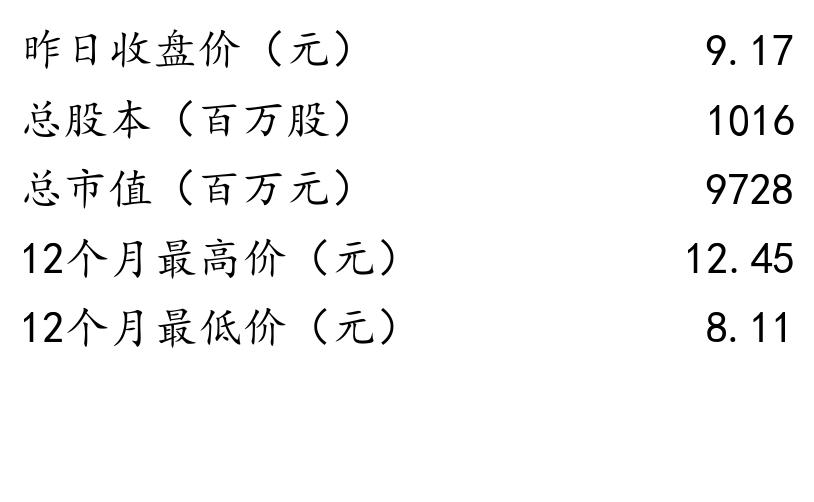 昨日收盘价（元） 9.17
总股本（百万股） 1016
总市值（百万元） 9728
12个月最高价（元） 12.45
12个月最低价（元） 8.11